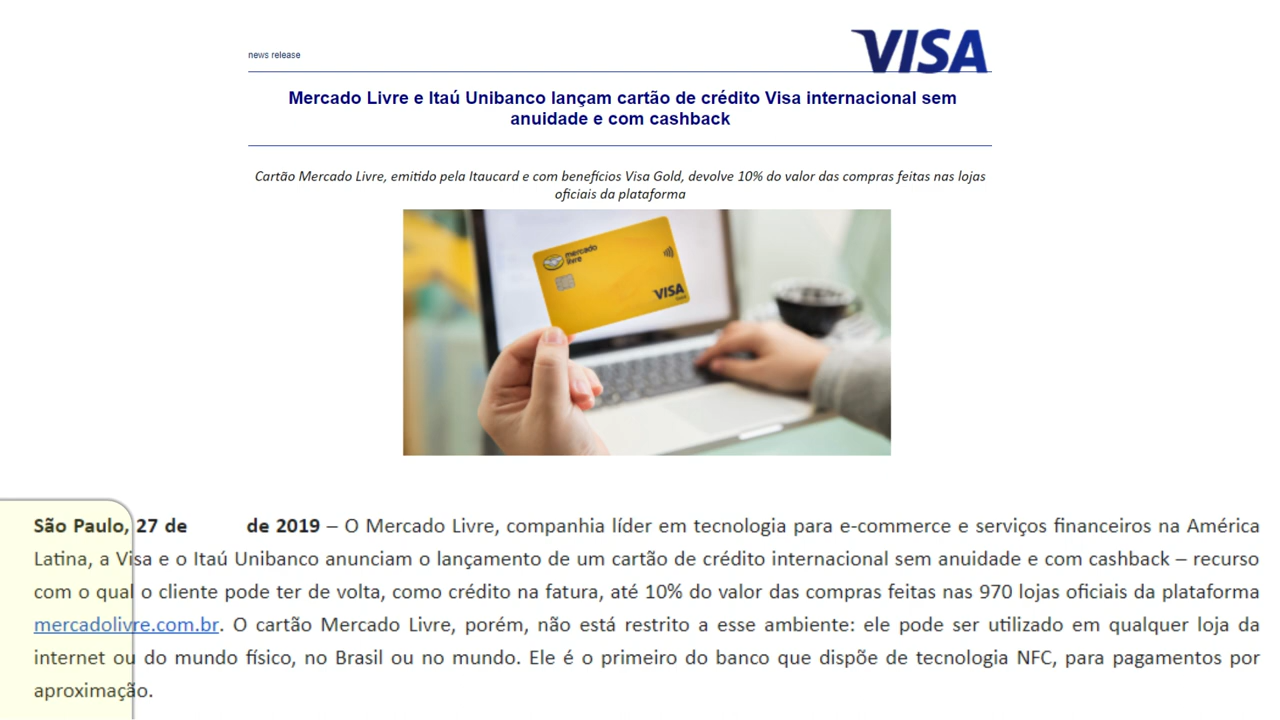 news release
VISA
Mercado Livre e Itaú Unibanco lançam cartão de crédito Visa internacional sem
anuidade e com cashback
Cartão Mercado Livre, emitido pela Itaucard e com benefícios Visa Gold, devolve 10% do valor das compras feitas nas lojas
oficiais da plataforma
mercado
livre
VISA
São Paulo, 27 de de 2019 – O Mercado Livre, companhia líder em tecnologia para e-commerce e serviços financeiros na América
Latina, a Visa e o Itaú Unibanco anunciam o lançamento de um cartão de crédito internacional sem anuidade e com cashback – recurso
com o qual o cliente pode ter de volta, como crédito na fatura, até 10% do valor das compras feitas nas 970 lojas oficiais da plataforma
mercadolivre.com.br. O cartão Mercado Livre, porém, não está restrito a esse ambiente: ele pode ser utilizado em qualquer loja da
internet ou do mundo físico, no Brasil ou no mundo. Ele é o primeiro do banco que dispõe de tecnologia NFC, para pagamentos por
aproximação.